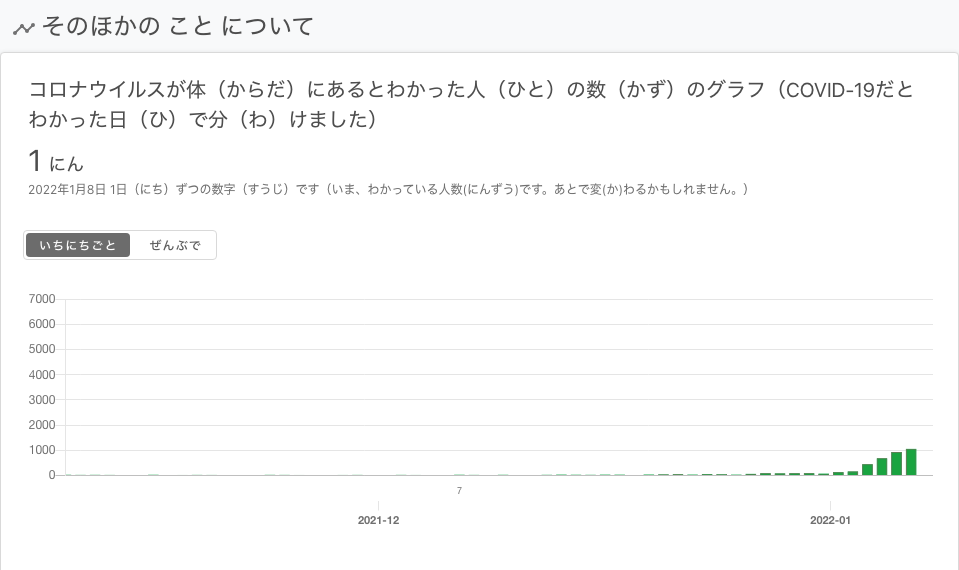 そのほかの こと について
コロナウイルスが体（からだ）にあるとわかった人（ひと）の数（かず）のグラフ（COVID-19だと
わかった日（ひ）で分（わ）けました）
1 にん
2022年1月8日 1日（にち）ずつの数字（すうじ）です（いま、わかっている人数(にんずう)です。あとで変(か)わるかもしれません。）
いちにちごと ぜんぶで
7000
6000
5000
4000
3000
2000
1000
0
7
2021-12 2022-01